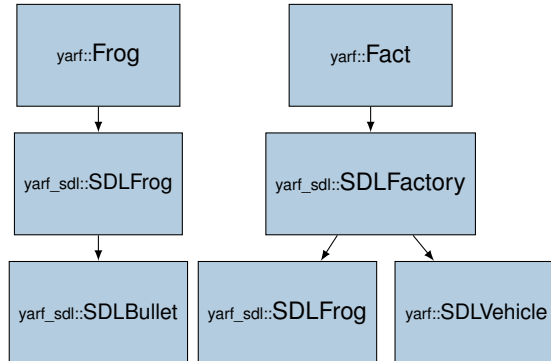 yarf::Frog
yarf::Fact
yarf_sdl::SDLFrog
yarf_sdl::SDLFactory
yarf_sdl::SDLBullet
yarf_sdl::SDLFrog
yarf::SDLVehicle